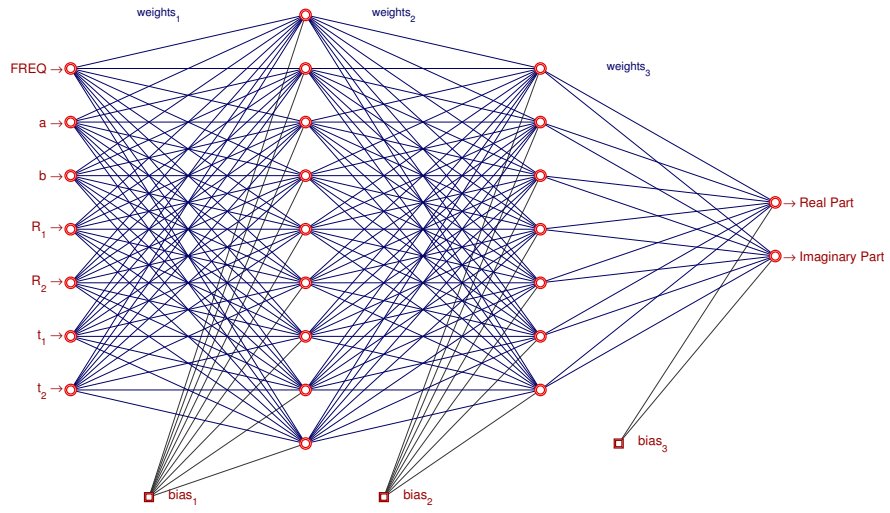 weights₁
weights₂
weights₃
FREQ →
a →
b →
R₁ →
R₂ →
t₁ →
t₂ →
→ Real Part
→ Imaginary Part
bias₁
bias₂
bias₃